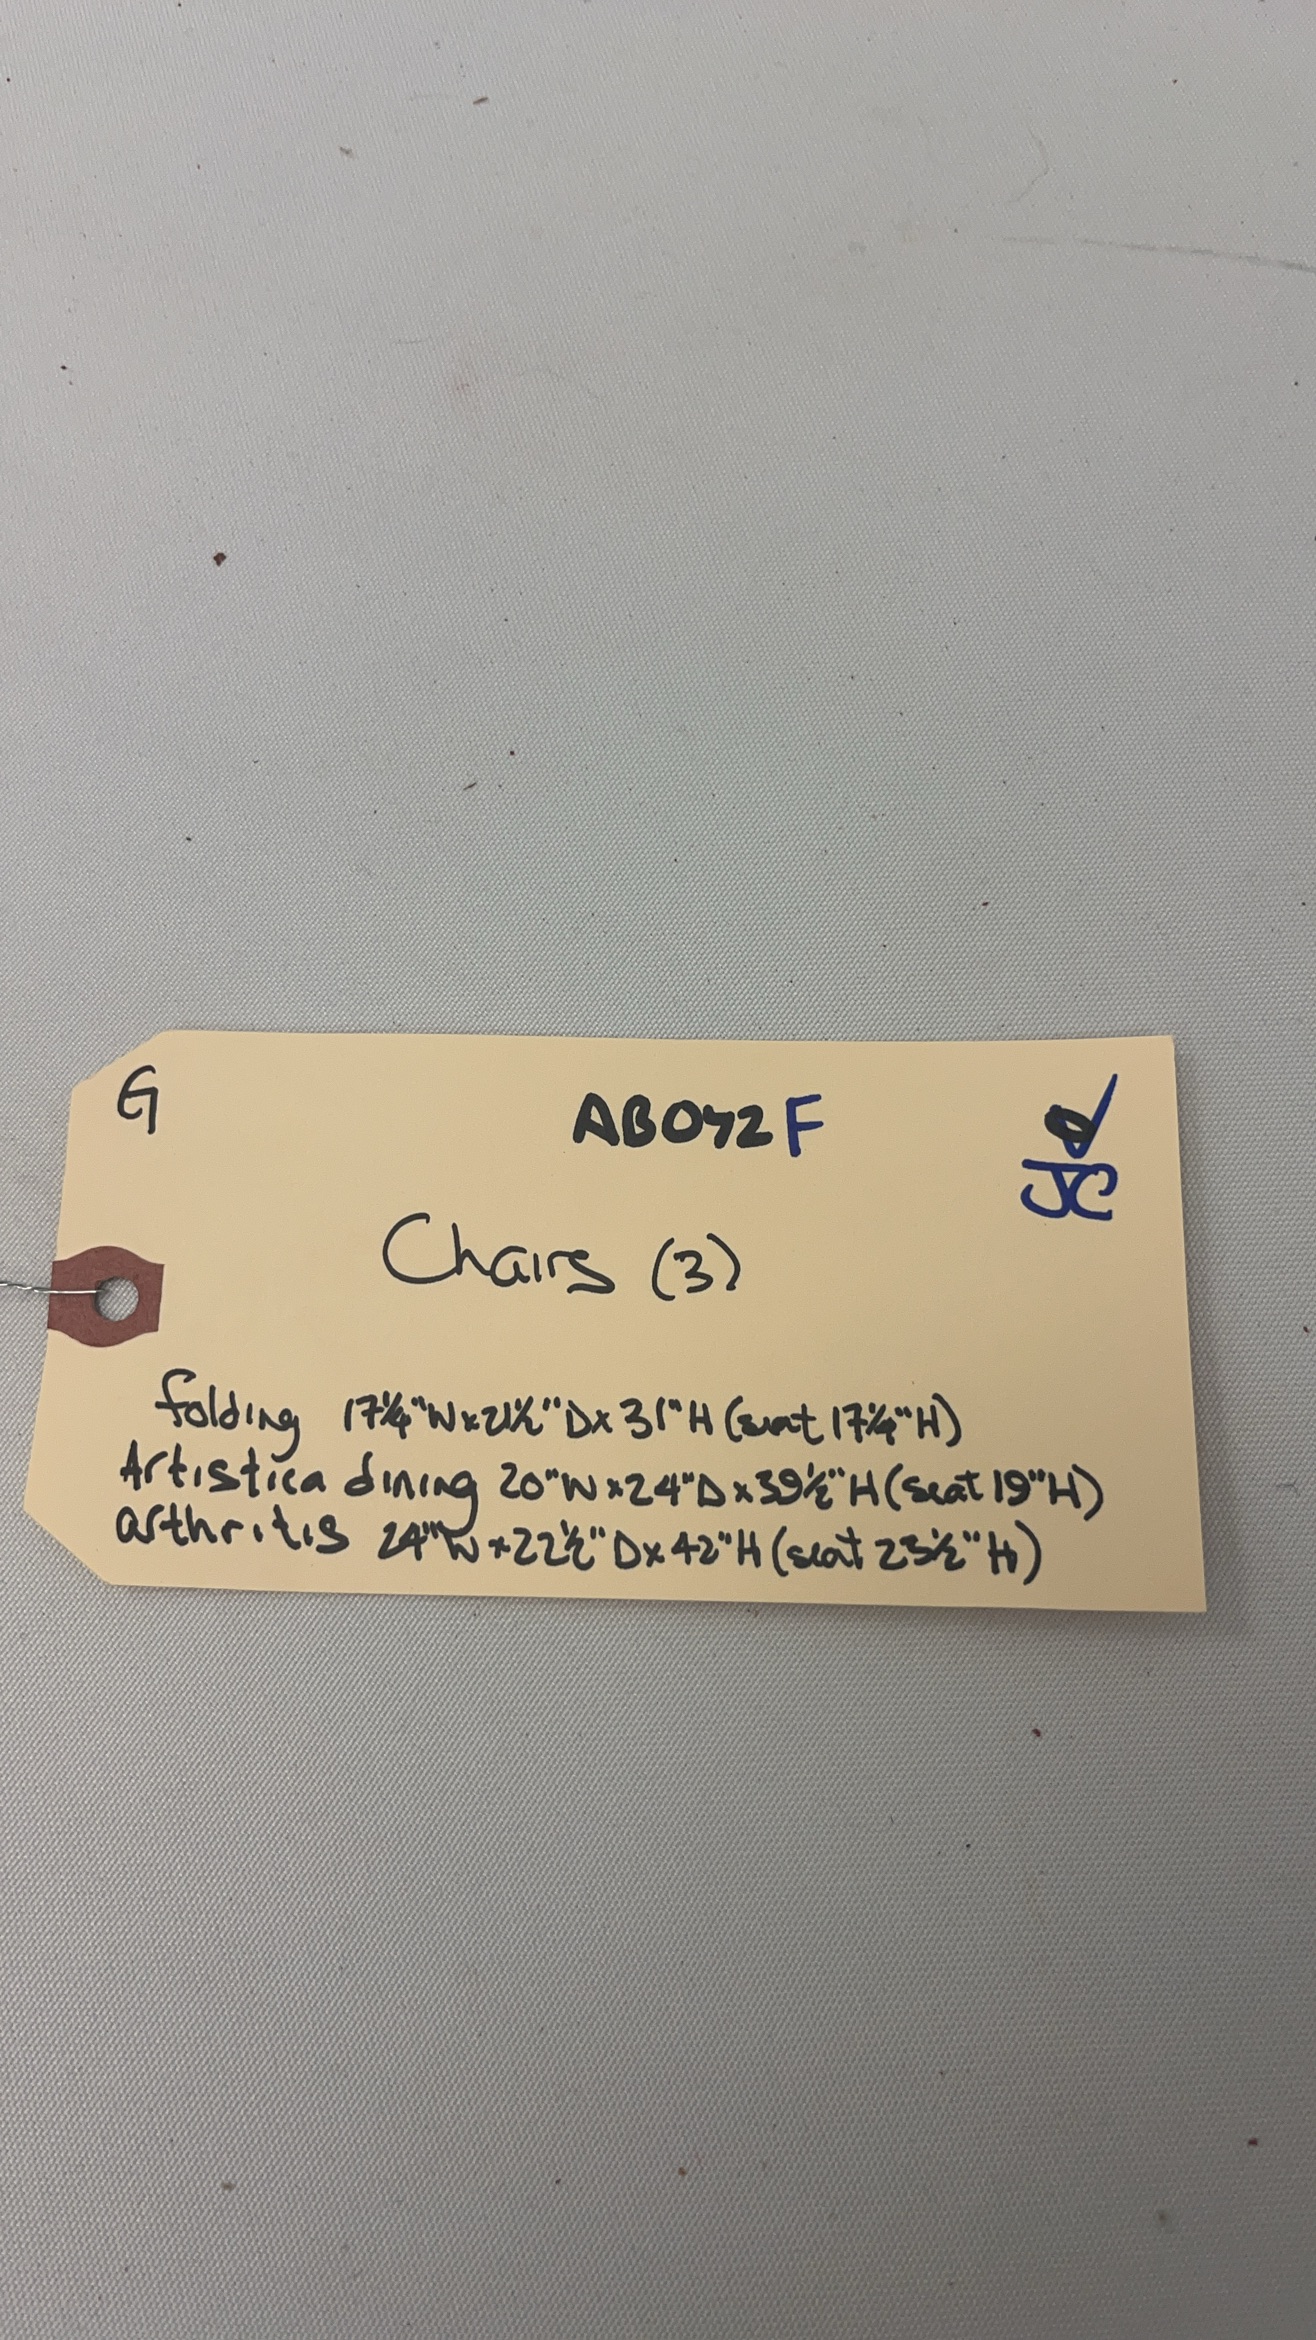 G
AB042F
JC
Chairs (3)
folding 17¼"W x 21½" D x 31"H (seat 17¼"H)
Artistica dining 20"W x 24"D x 39½"H (seat 19"H)
arthritis 24"W x 22½" D x 42"H (seat 23½"H)